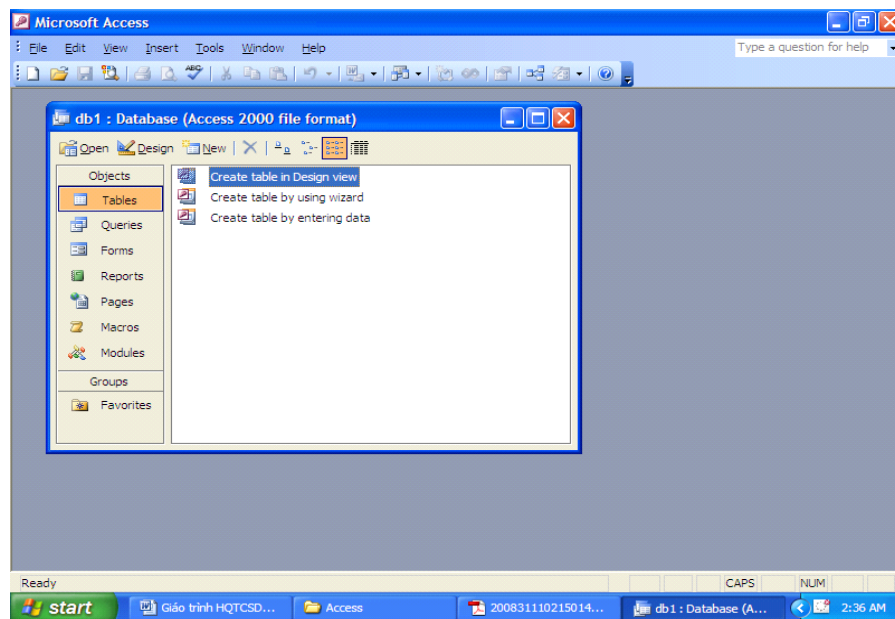 Microsoft Access
File Edit View Insert Tools Window Help
Type a question for help
db1 : Database (Access 2000 file format)
Open Design New
Objects
Tables
Queries
Forms
Reports
Pages
Macros
Modules
Groups
Favorites
Create table in Design view
Create table by using wizard
Create table by entering data
Ready
CAPS NUM
start Giáo trình HQTCSD... Access 200831110215014... db1 : Database (A... 2:36 AM